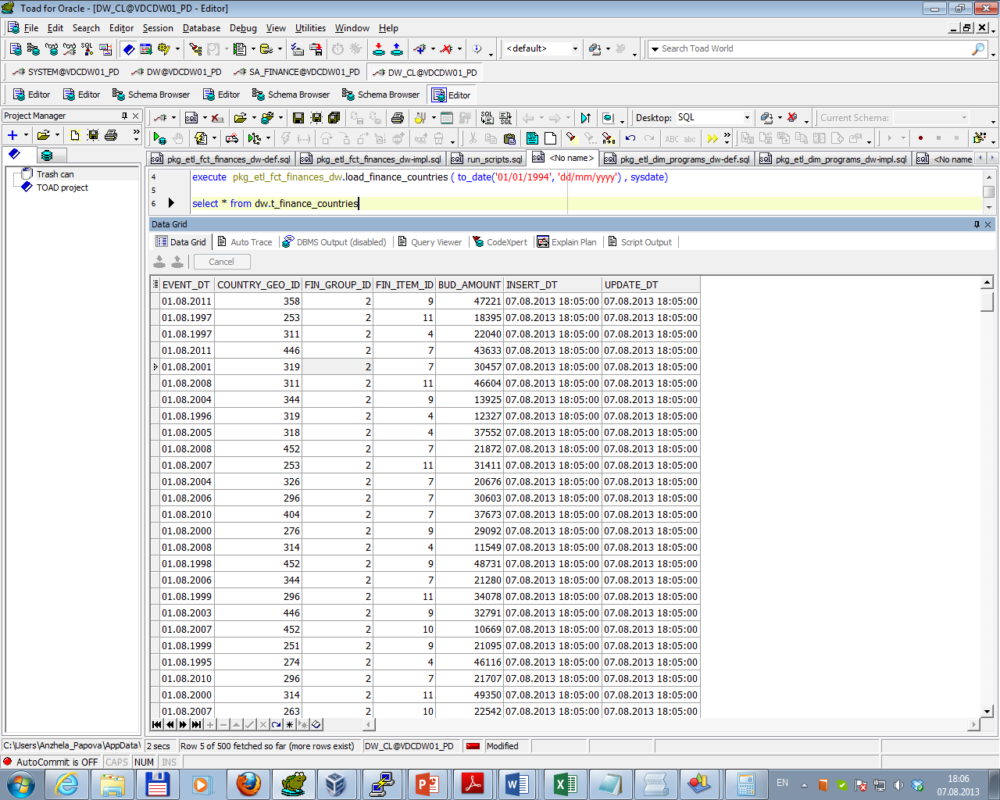 Toad for Oracle - [DW_CL@VDCDW01_PD - Editor]
File Edit Search Editor Session Database Debug View Utilities Window Help
<default> Search Toad World
SYSTEM@VDCDW01_PD DW@VDCDW01_PD SA_FINANCE@VDCDW01_PD DW_CL@VDCDW01_PD
Editor Editor Schema Browser Editor Schema Browser Schema Browser Editor
Project Manager
Desktop: SQL Current Schema:
Trash can
TOAD project
pkg_etl_fct_finances_dw-def.sql pkg_etl_fct_finances_dw-impl.sql run_scripts.sql <No name> pkg_etl_dim_programs_dw-def.sql pkg_etl_dim_programs_dw-impl.sql <No name
4 execute pkg_etl_fct_finances_dw.load_finance_countries ( to_date('01/01/1994', 'dd/mm/yyyy') , sysdate)
5
6 select * from dw.t_finance_countries
Data Grid
Data Grid Auto Trace DBMS Output (disabled) Query Viewer CodeXpert Explain Plan Script Output
Cancel
EVENT_DT COUNTRY_GEO_ID FIN_GROUP_ID FIN_ITEM_ID BUD_AMOUNT INSERT_DT UPDATE_DT
01.08.2011 358 2 9 47221 07.08.2013 18:05:00 07.08.2013 18:05:00
01.08.1997 253 2 11 18395 07.08.2013 18:05:00 07.08.2013 18:05:00
01.08.1997 311 2 4 22040 07.08.2013 18:05:00 07.08.2013 18:05:00
01.08.2011 446 2 7 43633 07.08.2013 18:05:00 07.08.2013 18:05:00
01.08.2001 319 2 7 30457 07.08.2013 18:05:00 07.08.2013 18:05:00
01.08.2008 311 2 11 46604 07.08.2013 18:05:00 07.08.2013 18:05:00
01.08.2004 344 2 9 13925 07.08.2013 18:05:00 07.08.2013 18:05:00
01.08.1996 319 2 4 12327 07.08.2013 18:05:00 07.08.2013 18:05:00
01.08.2005 318 2 4 37552 07.08.2013 18:05:00 07.08.2013 18:05:00
01.08.2008 452 2 7 21872 07.08.2013 18:05:00 07.08.2013 18:05:00
01.08.2007 253 2 11 31411 07.08.2013 18:05:00 07.08.2013 18:05:00
01.08.2004 326 2 7 20676 07.08.2013 18:05:00 07.08.2013 18:05:00
01.08.2006 296 2 7 30603 07.08.2013 18:05:00 07.08.2013 18:05:00
01.08.2010 404 2 7 37673 07.08.2013 18:05:00 07.08.2013 18:05:00
01.08.2000 276 2 9 29092 07.08.2013 18:05:00 07.08.2013 18:05:00
01.08.2008 314 2 4 11549 07.08.2013 18:05:00 07.08.2013 18:05:00
01.08.1998 452 2 9 48731 07.08.2013 18:05:00 07.08.2013 18:05:00
01.08.2006 344 2 7 21280 07.08.2013 18:05:00 07.08.2013 18:05:00
01.08.1999 296 2 11 34078 07.08.2013 18:05:00 07.08.2013 18:05:00
01.08.2003 446 2 9 32791 07.08.2013 18:05:00 07.08.2013 18:05:00
01.08.2007 452 2 10 10669 07.08.2013 18:05:00 07.08.2013 18:05:00
01.08.1999 251 2 9 21095 07.08.2013 18:05:00 07.08.2013 18:05:00
01.08.1995 274 2 4 46116 07.08.2013 18:05:00 07.08.2013 18:05:00
01.08.2010 296 2 7 21707 07.08.2013 18:05:00 07.08.2013 18:05:00
01.08.2000 314 2 11 49350 07.08.2013 18:05:00 07.08.2013 18:05:00
01.08.2007 263 2 10 22542 07.08.2013 18:05:00 07.08.2013 18:05:00
C:\Users\Anzhela_Papova\AppData\ 2 secs Row 5 of 500 fetched so far (more rows exist) DW_CL@VDCDW01_PD Modified
AutoCommit is OFF CAPS NUM INS
EN 18:06
07.08.2013